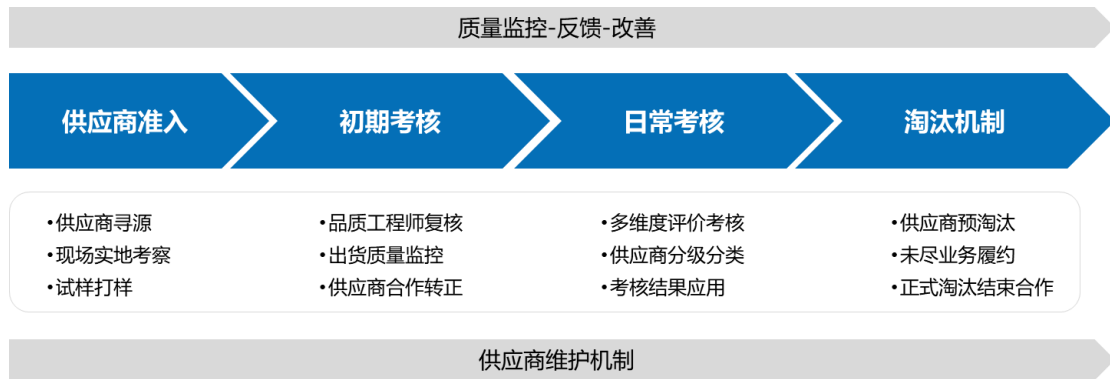 质量监控-反馈-改善
供应商准入
初期考核
日常考核
淘汰机制
•供应商寻源
•现场实地考察
•试样打样
•品质工程师复核
•出货质量监控
•供应商合作转正
•多维度评价考核
•供应商分级分类
•考核结果应用
•供应商预淘汰
•未尽业务履约
•正式淘汰结束合作
供应商维护机制